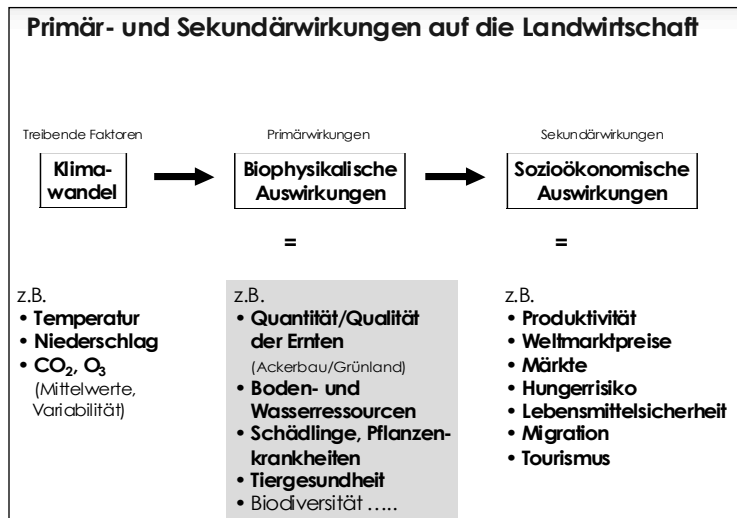 Primär- und Sekundärwirkungen auf die Landwirtschaft
Treibende Faktoren
Klima-
wandel
z.B.
• Temperatur
• Niederschlag
• CO₂, O₃
(Mittelwerte,
Variabilität)
Primärwirkungen
Biophysikalische
Auswirkungen
=
z.B.
• Quantität/Qualität
der Ernten
(Ackerbau/Grünland)
• Boden- und
Wasserressourcen
• Schädlinge, Pflanzen-
krankheiten
• Tiergesundheit
• Biodiversität …..
Sekundärwirkungen
Sozioökonomische
Auswirkungen
=
z.B.
• Produktivität
• Weltmarktpreise
• Märkte
• Hungerrisiko
• Lebensmittelsicherheit
• Migration
• Tourismus